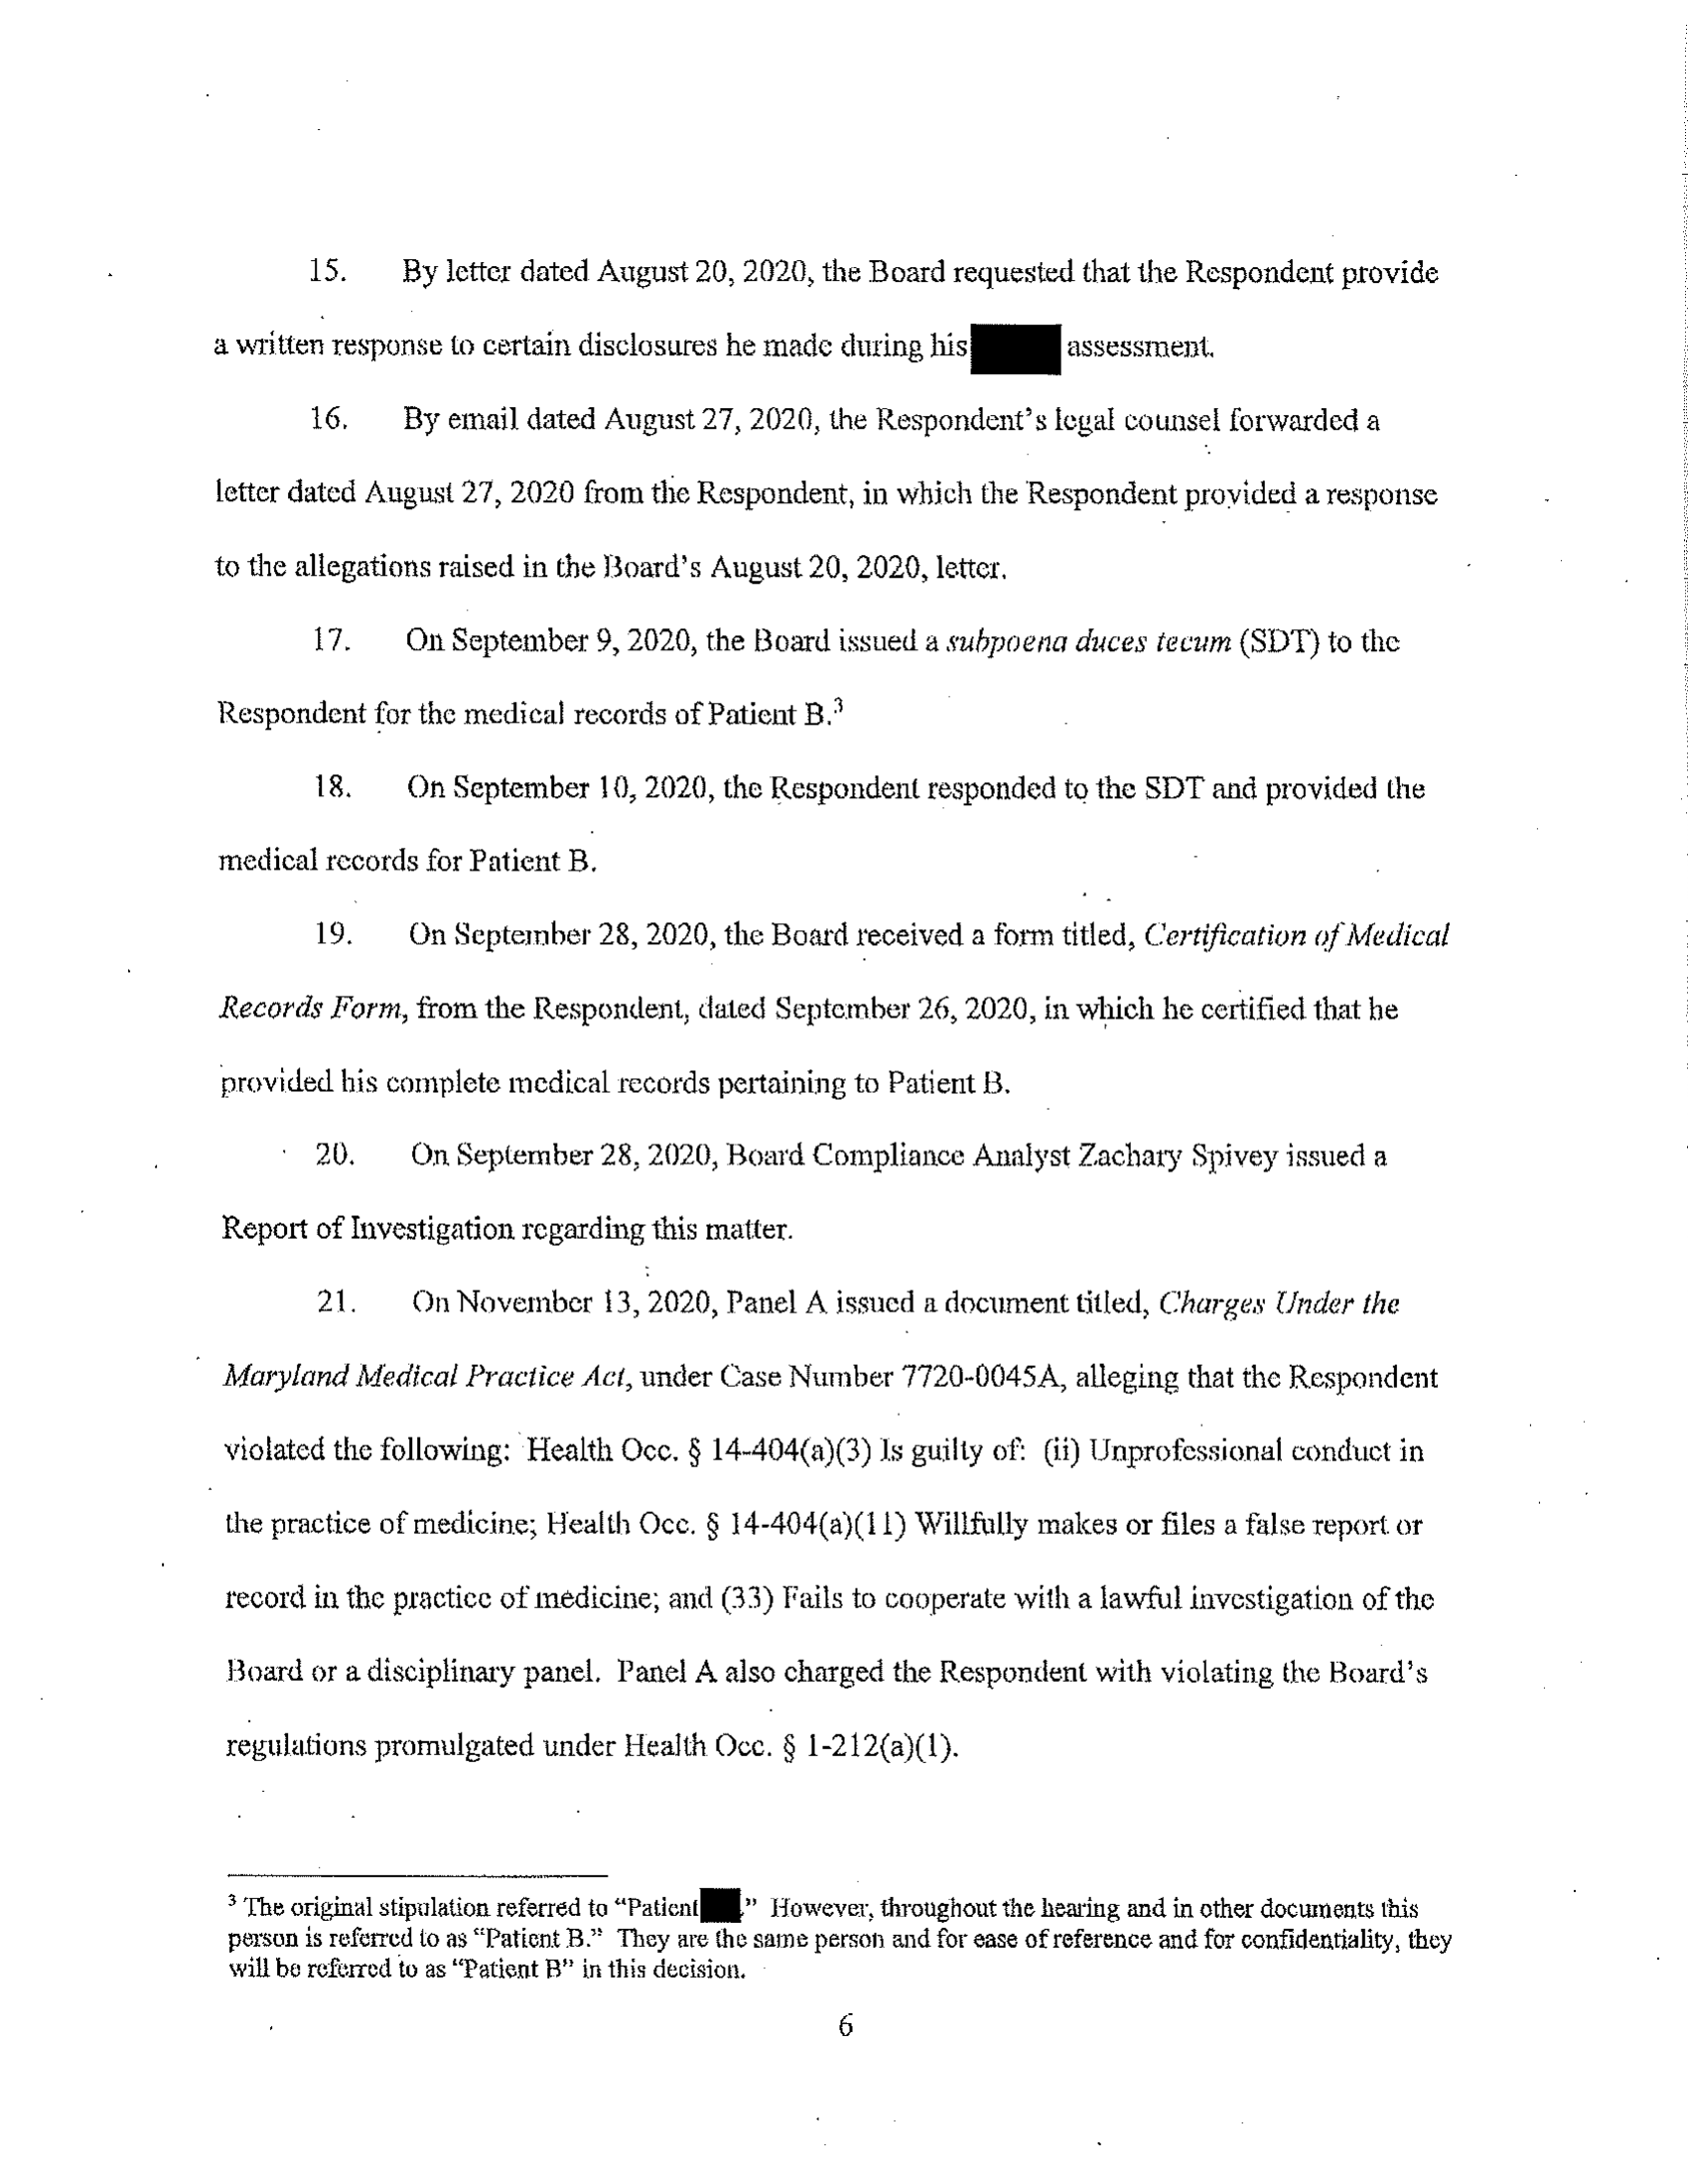 15. By letter dated August 20, 2020, the Board requested that the Respondent provide
a written response to certain disclosures he made during his assessment.
16. By email dated August 27, 2020, the Respondent's legal counsel forwarded a
letter dated August 27, 2020 from the Respondent, in which the Respondent provided a response
to the allegations raised in the Board's August 20, 2020, letter.
17. On September 9, 2020, the Board issued a subpoena duces tecum (SDT) to the
Respondent for the medical records of Patient B.3
18. On September 10, 2020, the Respondent responded to the SDT and provided the
medical records for Patient B.
19. On September 28, 2020, the Board received a form titled, Certification of Medical
Records Form, from the Respondent, dated September 26, 2020, in which he certified that he
provided his complete medical records pertaining to Patient B.
20. On September 28, 2020, Board Compliance Analyst Zachary Spivey issued a
Report of Investigation regarding this matter.
21. On November 13, 2020, Panel A issued a document titled, Charges Under the
Maryland Medical Practice Act, under Case Number 7720-0045A, alleging that the Respondent
violated the following: Health Occ. § 14-404(a)(3) Is guilty of: (ii) Unprofessional conduct in
the practice of medicine; Health Occ. § 14-404(a)(11) Willfully makes or files a false report or
record in the practice of medicine; and (33) Fails to cooperate with a lawful investigation of the
Board or a disciplinary panel. Panel A also charged the Respondent with violating the Board's
regulations promulgated under Health Occ. § 1-212(a)(1).
3 The original stipulation referred to "Patient ." However, throughout the hearing and in other documents this
person is referred to as "Patient B." They are the same person and for ease of reference and for confidentiality, they
will be referred to as "Patient B" in this decision.
6